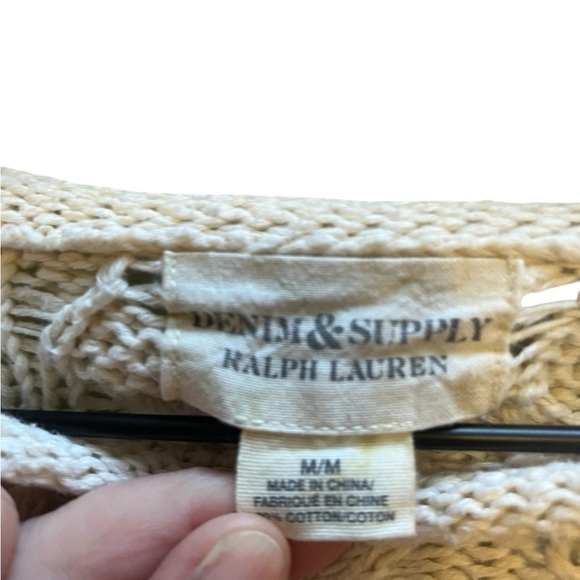 DENIM & SUPPLY
RALPH LAUREN
M/M
MADE IN CHINA/
FABRIQUÉ EN CHINE
COTTON/COTON